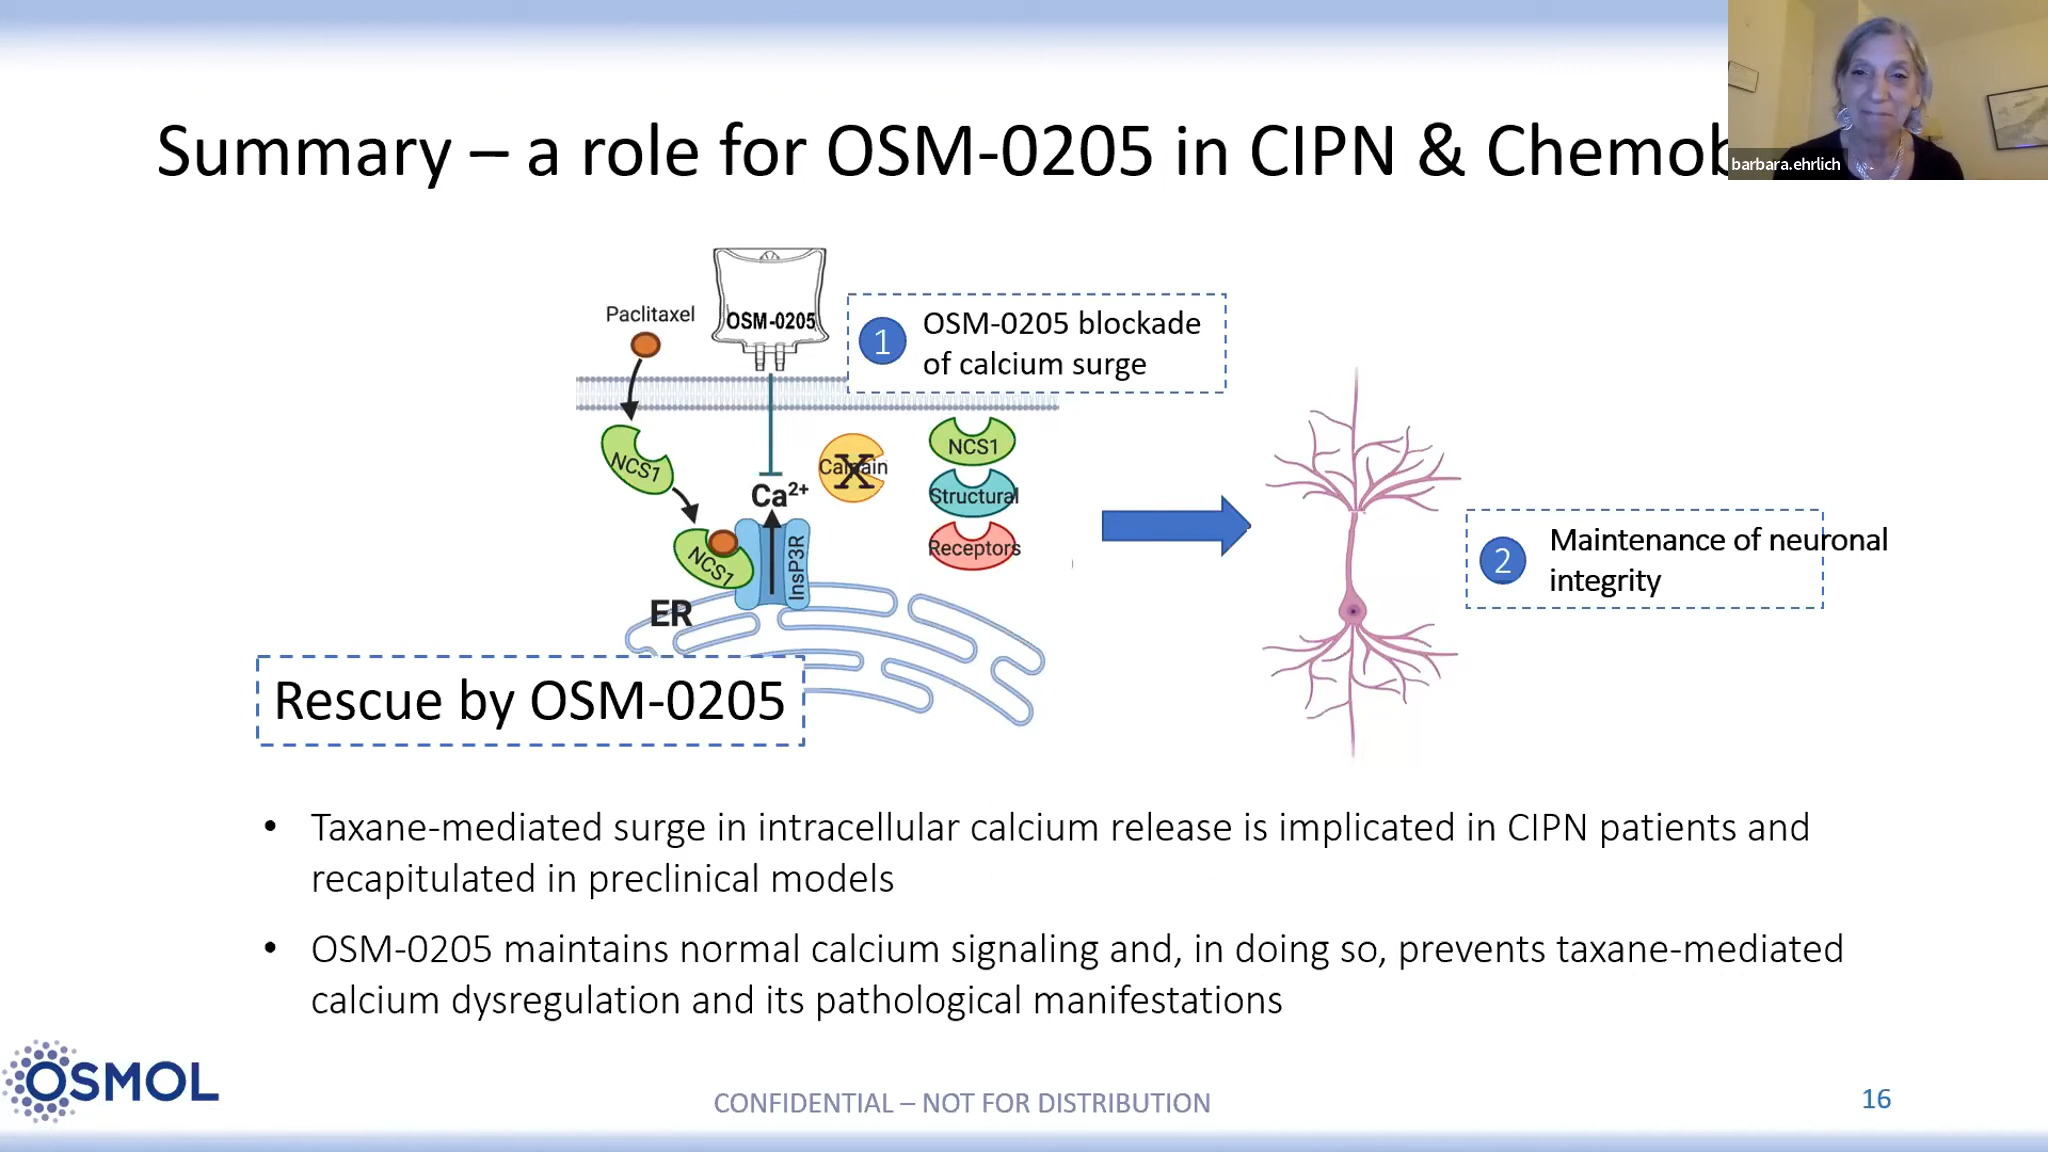 Summary – a role for OSM-0205 in CIPN & Chemob
barbara.ehrlich
Paclitaxel
OSM-0205
1
OSM-0205 blockade
of calcium surge
NCS1
Ca2+
Calpain
X
NCS1
Structural
Receptors
NCS1
InsP3R
ER
2
Maintenance of neuronal
integrity
Rescue by OSM-0205
• Taxane-mediated surge in intracellular calcium release is implicated in CIPN patients and
recapitulated in preclinical models
• OSM-0205 maintains normal calcium signaling and, in doing so, prevents taxane-mediated
calcium dysregulation and its pathological manifestations
OSMOL
CONFIDENTIAL – NOT FOR DISTRIBUTION
16